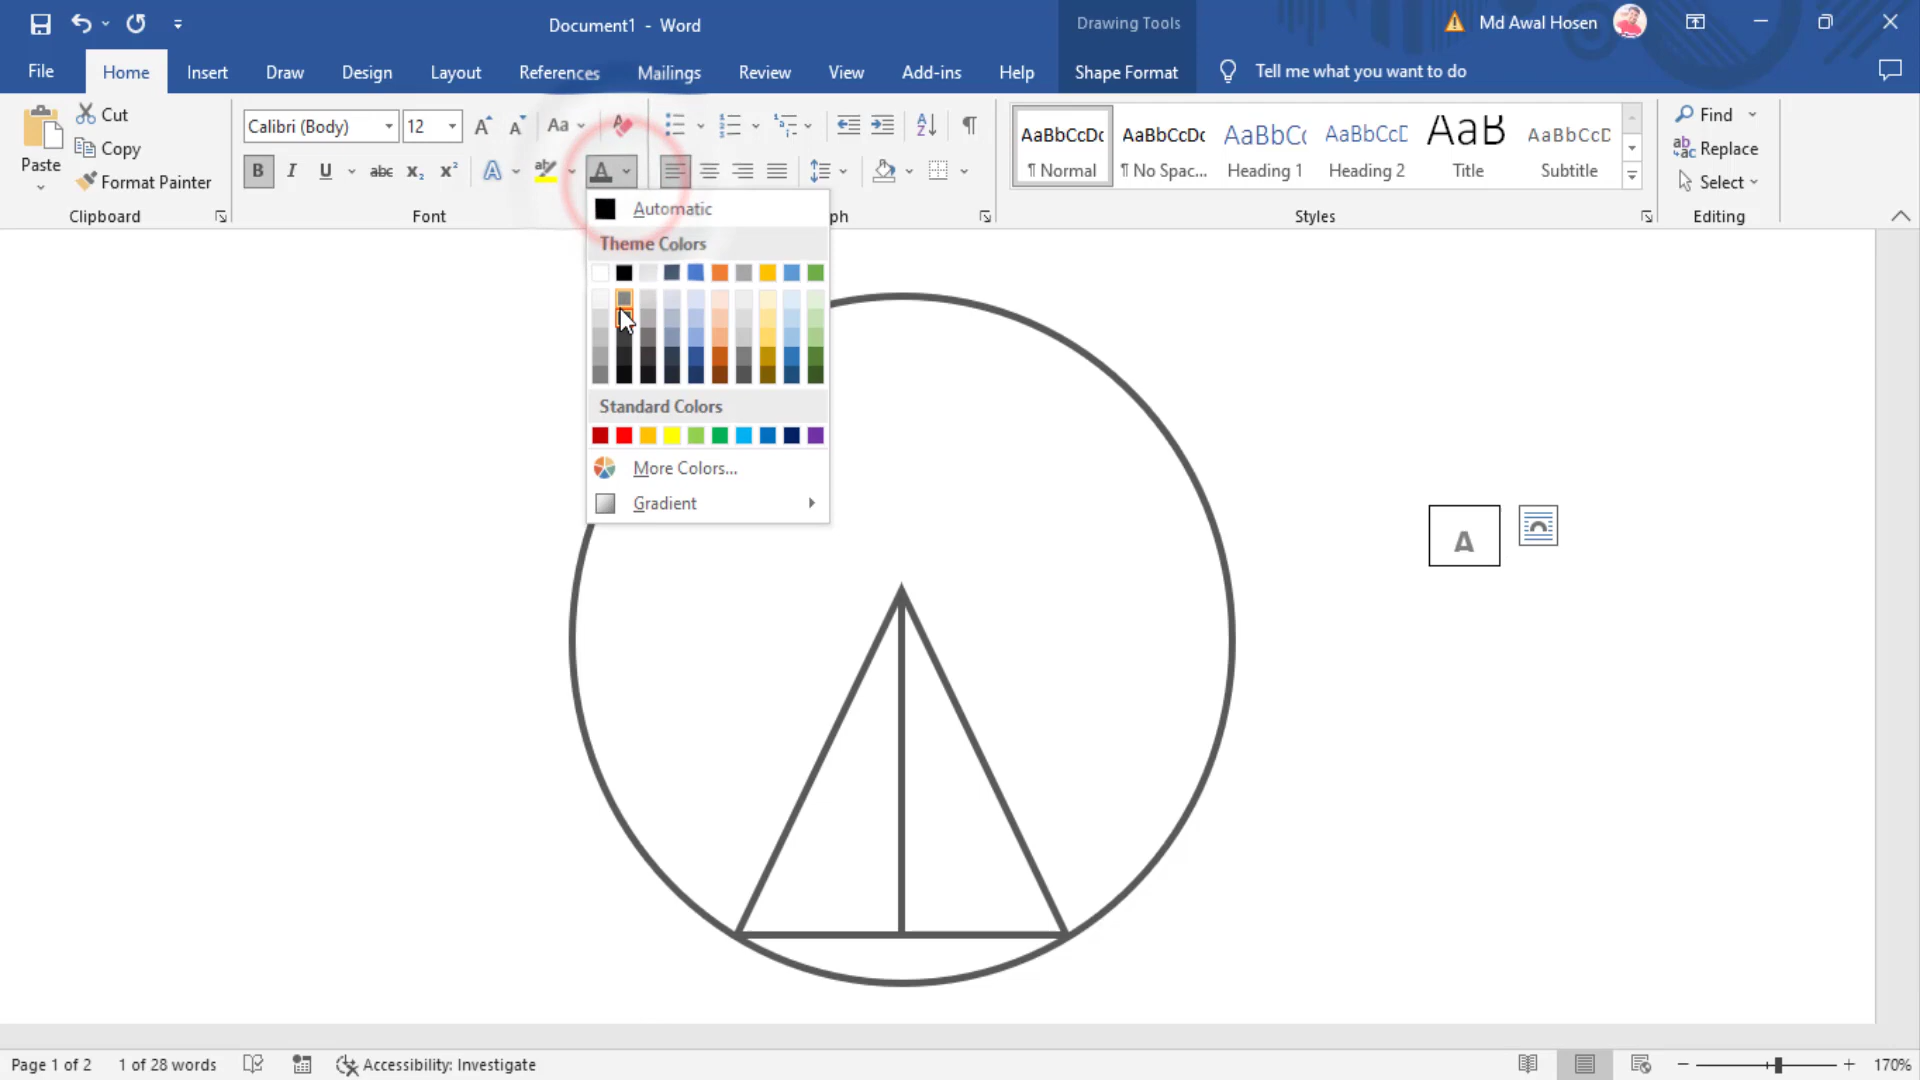 Document1 - Word
Drawing Tools
Md Awal Hosen
File
Home
Insert
Draw
Design
Layout
References
Mailings
Review
View
Add-ins
Help
Shape Format
Tell me what you want to do
Paste
Cut
Copy
Format Painter
Clipboard
Calibri (Body)
12
Font
ph
AaBbCcDc
¶ Normal
AaBbCcDc
¶ No Spac...
AaBbCc
Heading 1
AaBbCcD
Heading 2
AaB
Title
AaBbCcD
Subtitle
Styles
Find
Replace
Select
Editing
Automatic
Theme Colors
Standard Colors
More Colors...
Gradient
A
Page 1 of 2
1 of 28 words
Accessibility: Investigate
170%